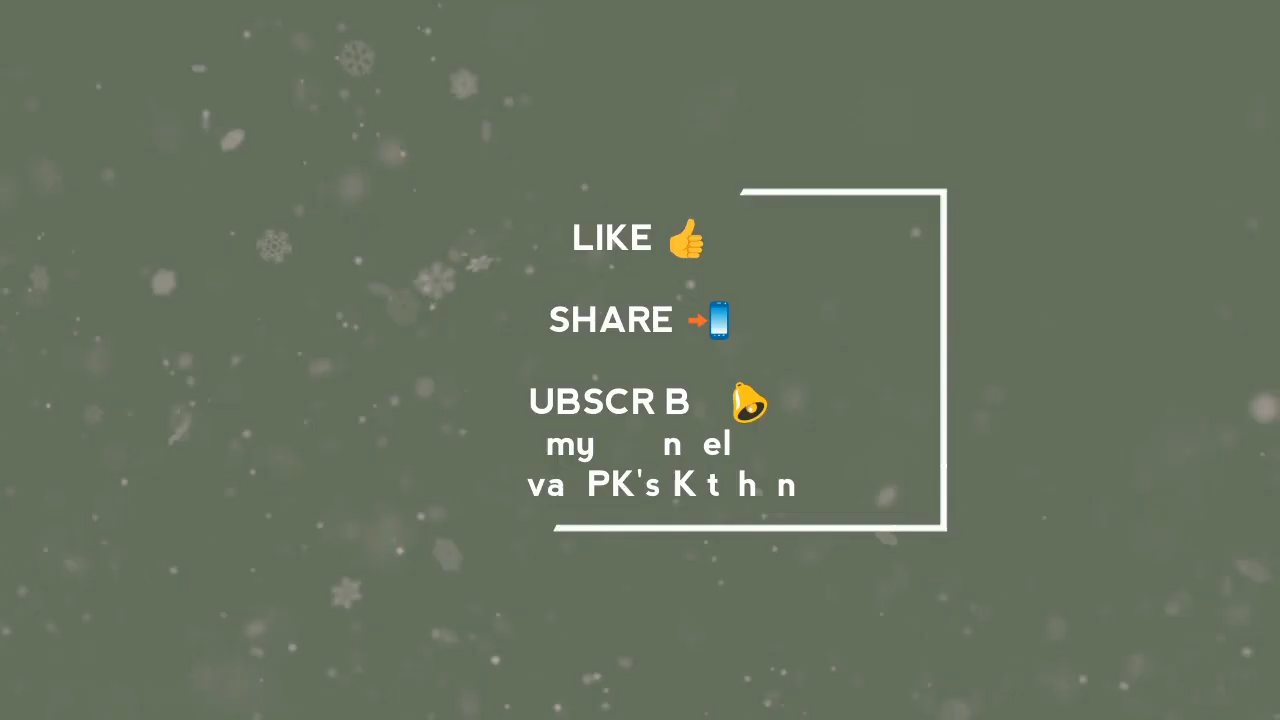 LIKE 👍
SHARE 📲
UBSCR B 🔔
my n el
va PK's K t h n